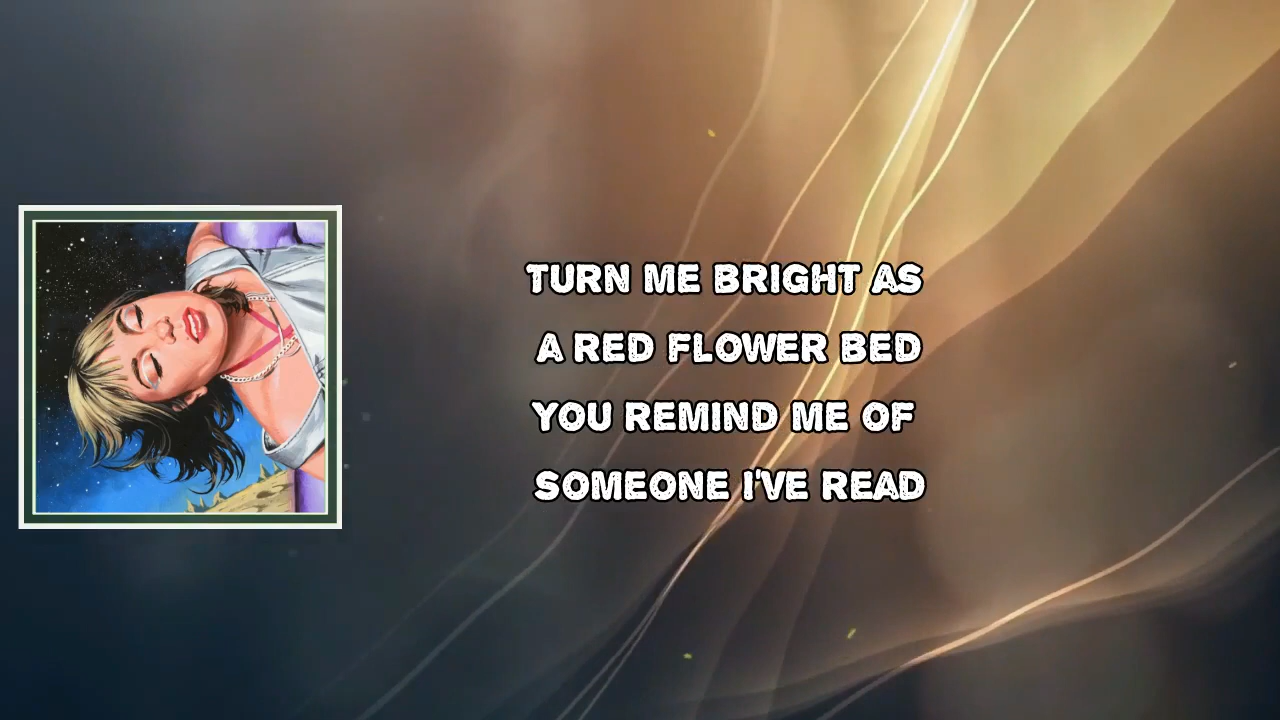 TURN ME BRIGHT AS
A RED FLOWER BED
YOU REMIND ME OF
SOMEONE I'VE READ